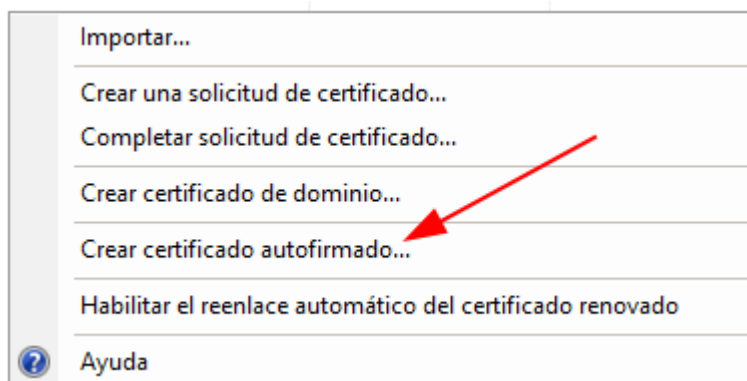 Importar...
Crear una solicitud de certificado...
Completar solicitud de certificado...
Crear certificado de dominio...
Crear certificado autofirmado...
Habilitar el reenlace automático del certificado renovado
Ayuda